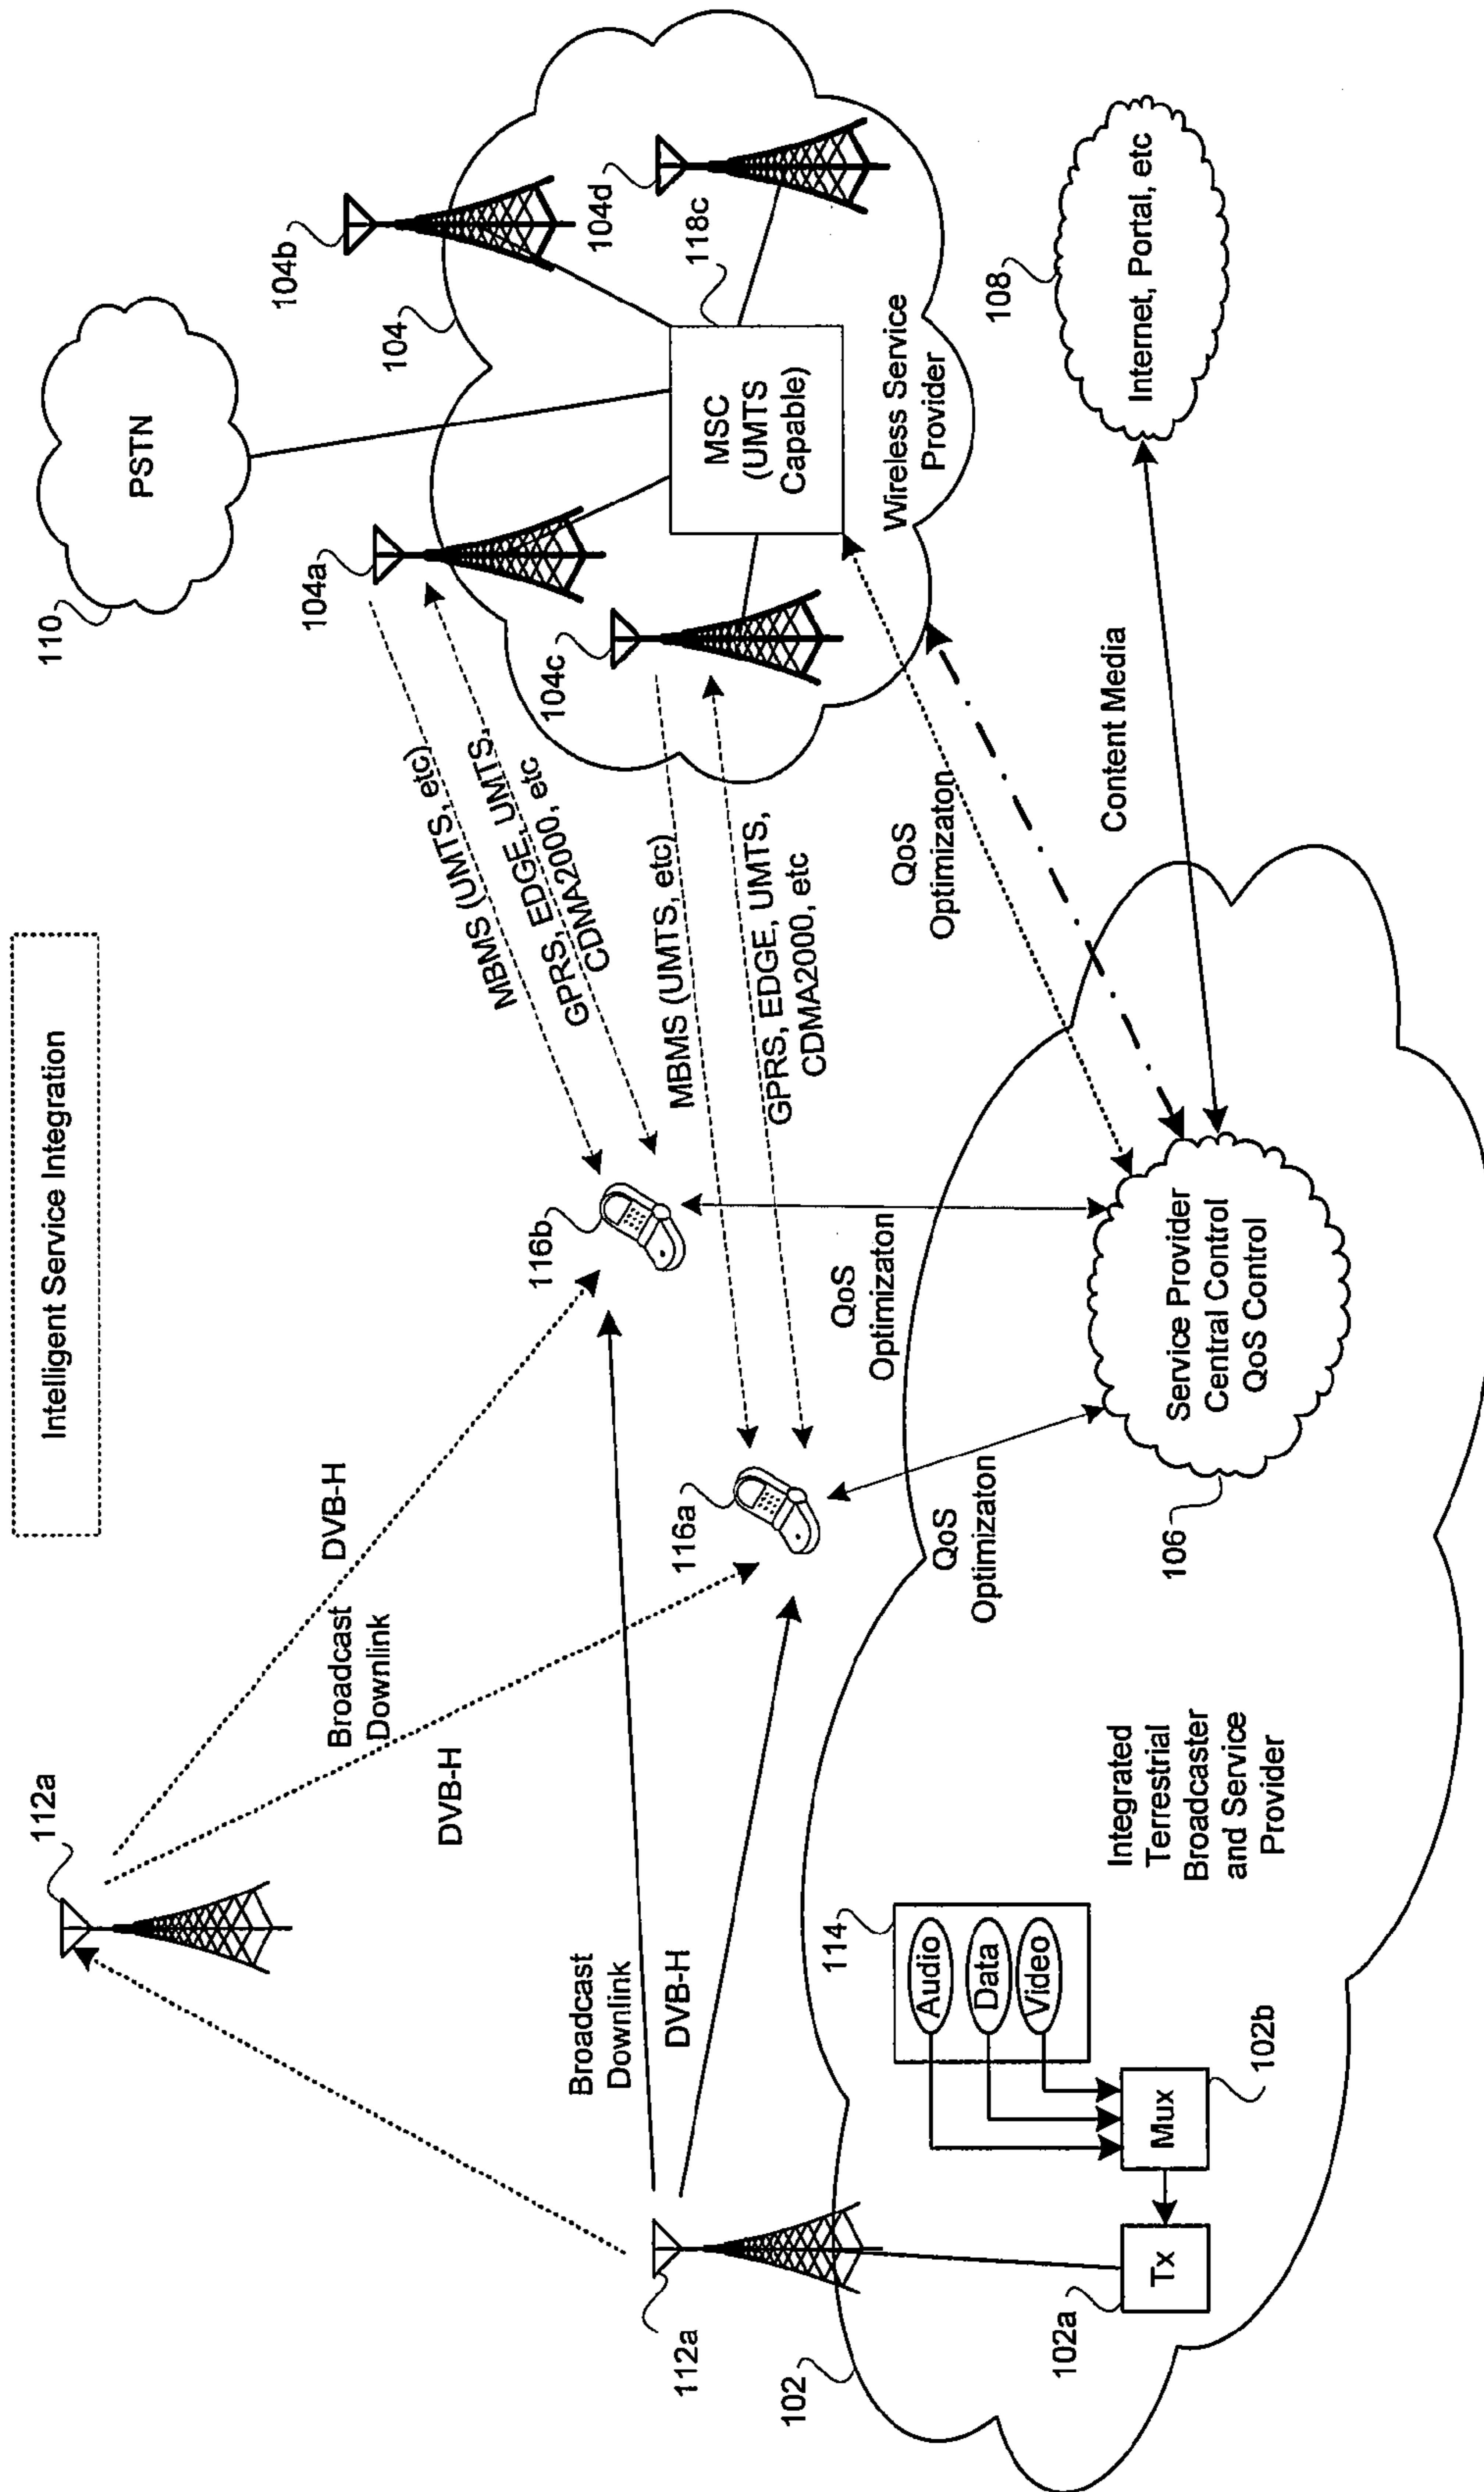 Intelligent Service Integration
110
PSTN
112a
DVB-H
Broadcast
Downlink
DVB-H
104a
104b
104
104c
104d
118c
MSC
(UMTS
Capable)
Wireless Service
Provider
MBMS (UMTS, etc)
GPRS, EDGE, UMTS,
CDMA2000, etc
MBMS (UMTS, etc)
GPRS, EDGE, UMTS,
CDMA2000, etc
116b
116a
Broadcast
Downlink
DVB-H
112a
QoS
Optimizaton
QoS
Optimizaton
QoS
Optimizaton
Content Media
108
Internet, Portal, etc
102
102a
Tx
Mux
102b
114
Audio
Data
Video
Integrated
Terrestrial
Broadcaster
and Service
Provider
106
Service Provider
Central Control
QoS Control